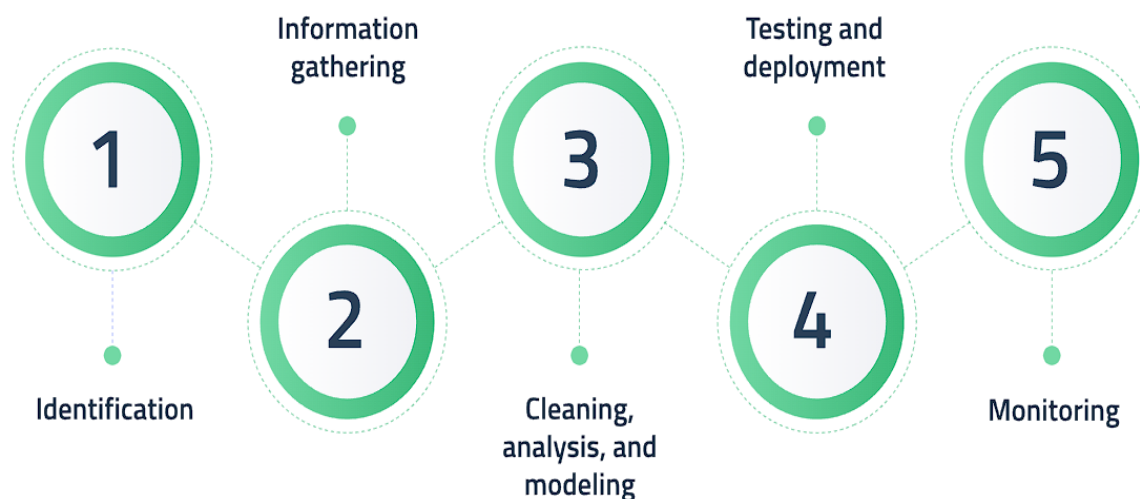 1
Identification
Information
gathering
2
3
Cleaning,
analysis, and
modeling
Testing and
deployment
4
5
Monitoring